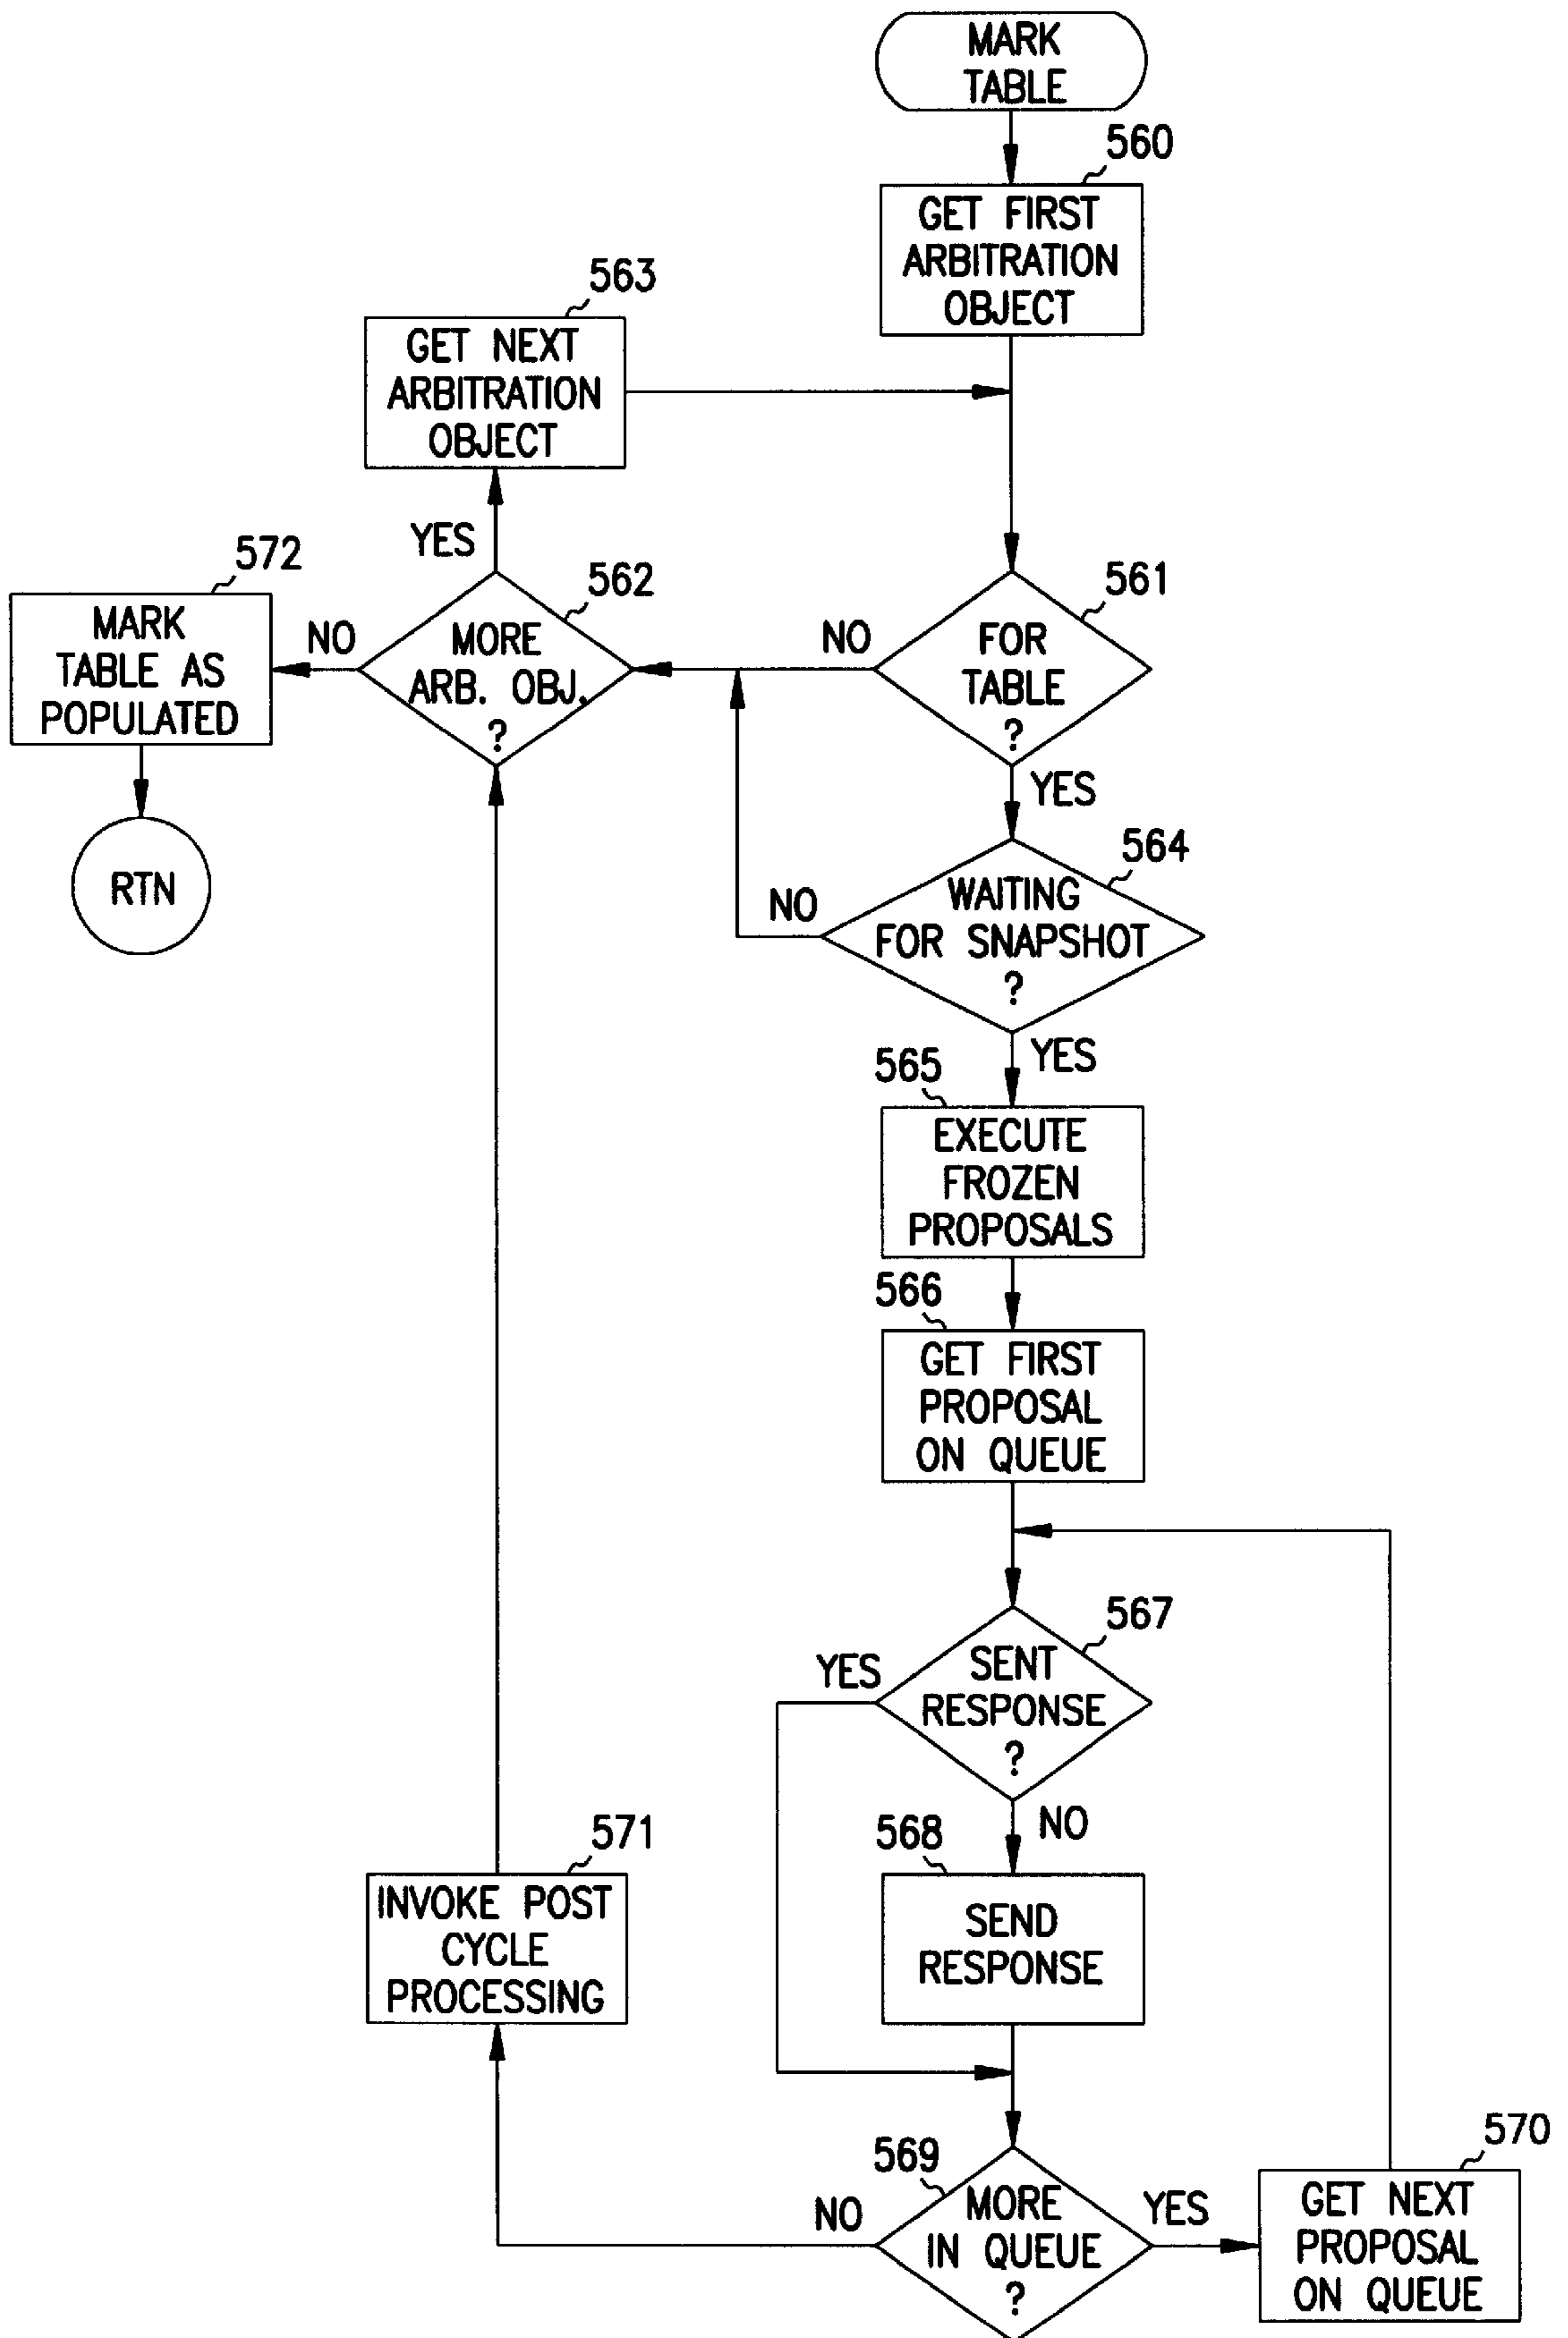 MARK
TABLE
560
GET FIRST
ARBITRATION
OBJECT
563
GET NEXT
ARBITRATION
OBJECT
YES
572
MARK
TABLE AS
POPULATED
NO
562
MORE
ARB. OBJ.
?
NO
561
FOR
TABLE
?
YES
RTN
564
WAITING
FOR SNAPSHOT
?
NO
YES
565
EXECUTE
FROZEN
PROPOSALS
566
GET FIRST
PROPOSAL
ON QUEUE
567
SENT
RESPONSE
?
YES
NO
568
SEND
RESPONSE
571
INVOKE POST
CYCLE
PROCESSING
569
MORE
IN QUEUE
?
NO
YES
570
GET NEXT
PROPOSAL
ON QUEUE